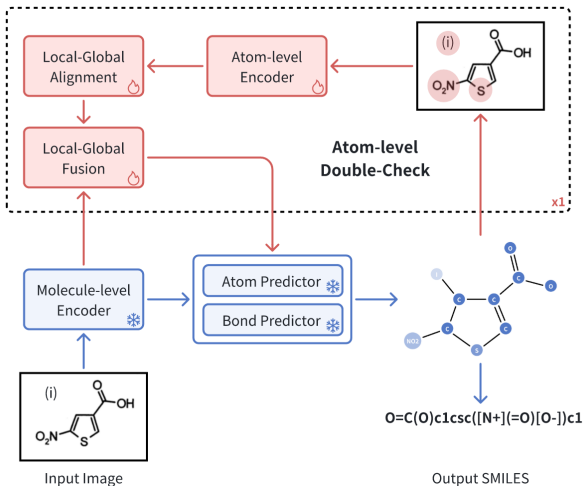 Local-Global
Alignment
Atom-level
Encoder
(i)
O
OH
O₂N
S
Local-Global
Fusion
Atom-level
Double-Check
x1
Molecule-level
Encoder
Atom Predictor
Bond Predictor
O
I
C
O
C
C
NO2
C
C
S
(i)
O
OH
O₂N
S
O=C(O)c1csc([N+](=O)[O-])c1
Input Image
Output SMILES